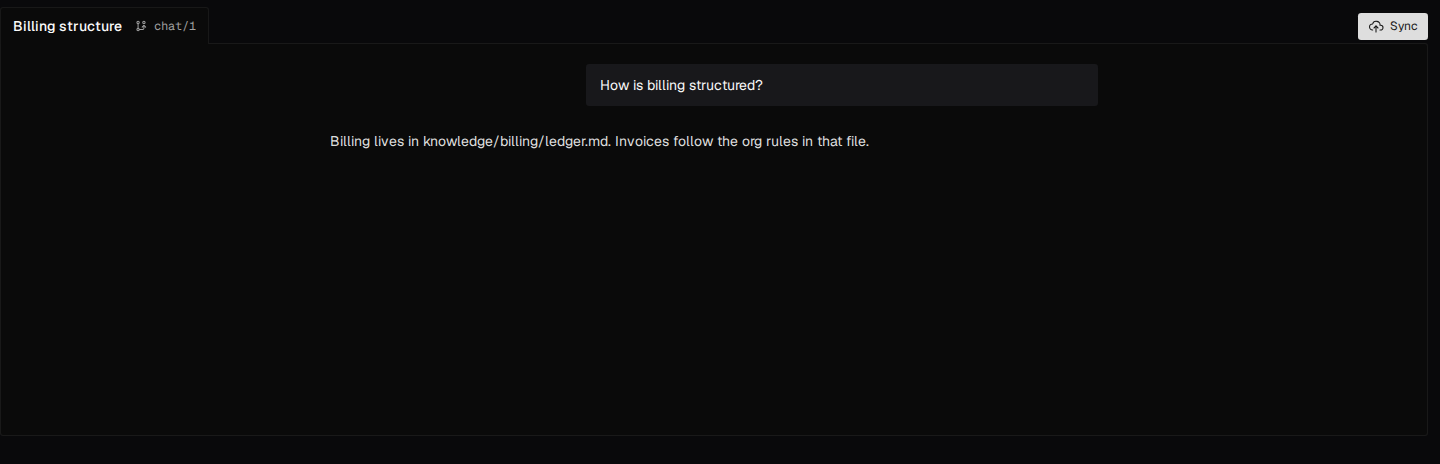 Billing structure chat/1
Sync
How is billing structured?
Billing lives in knowledge/billing/ledger.md. Invoices follow the org rules in that file.